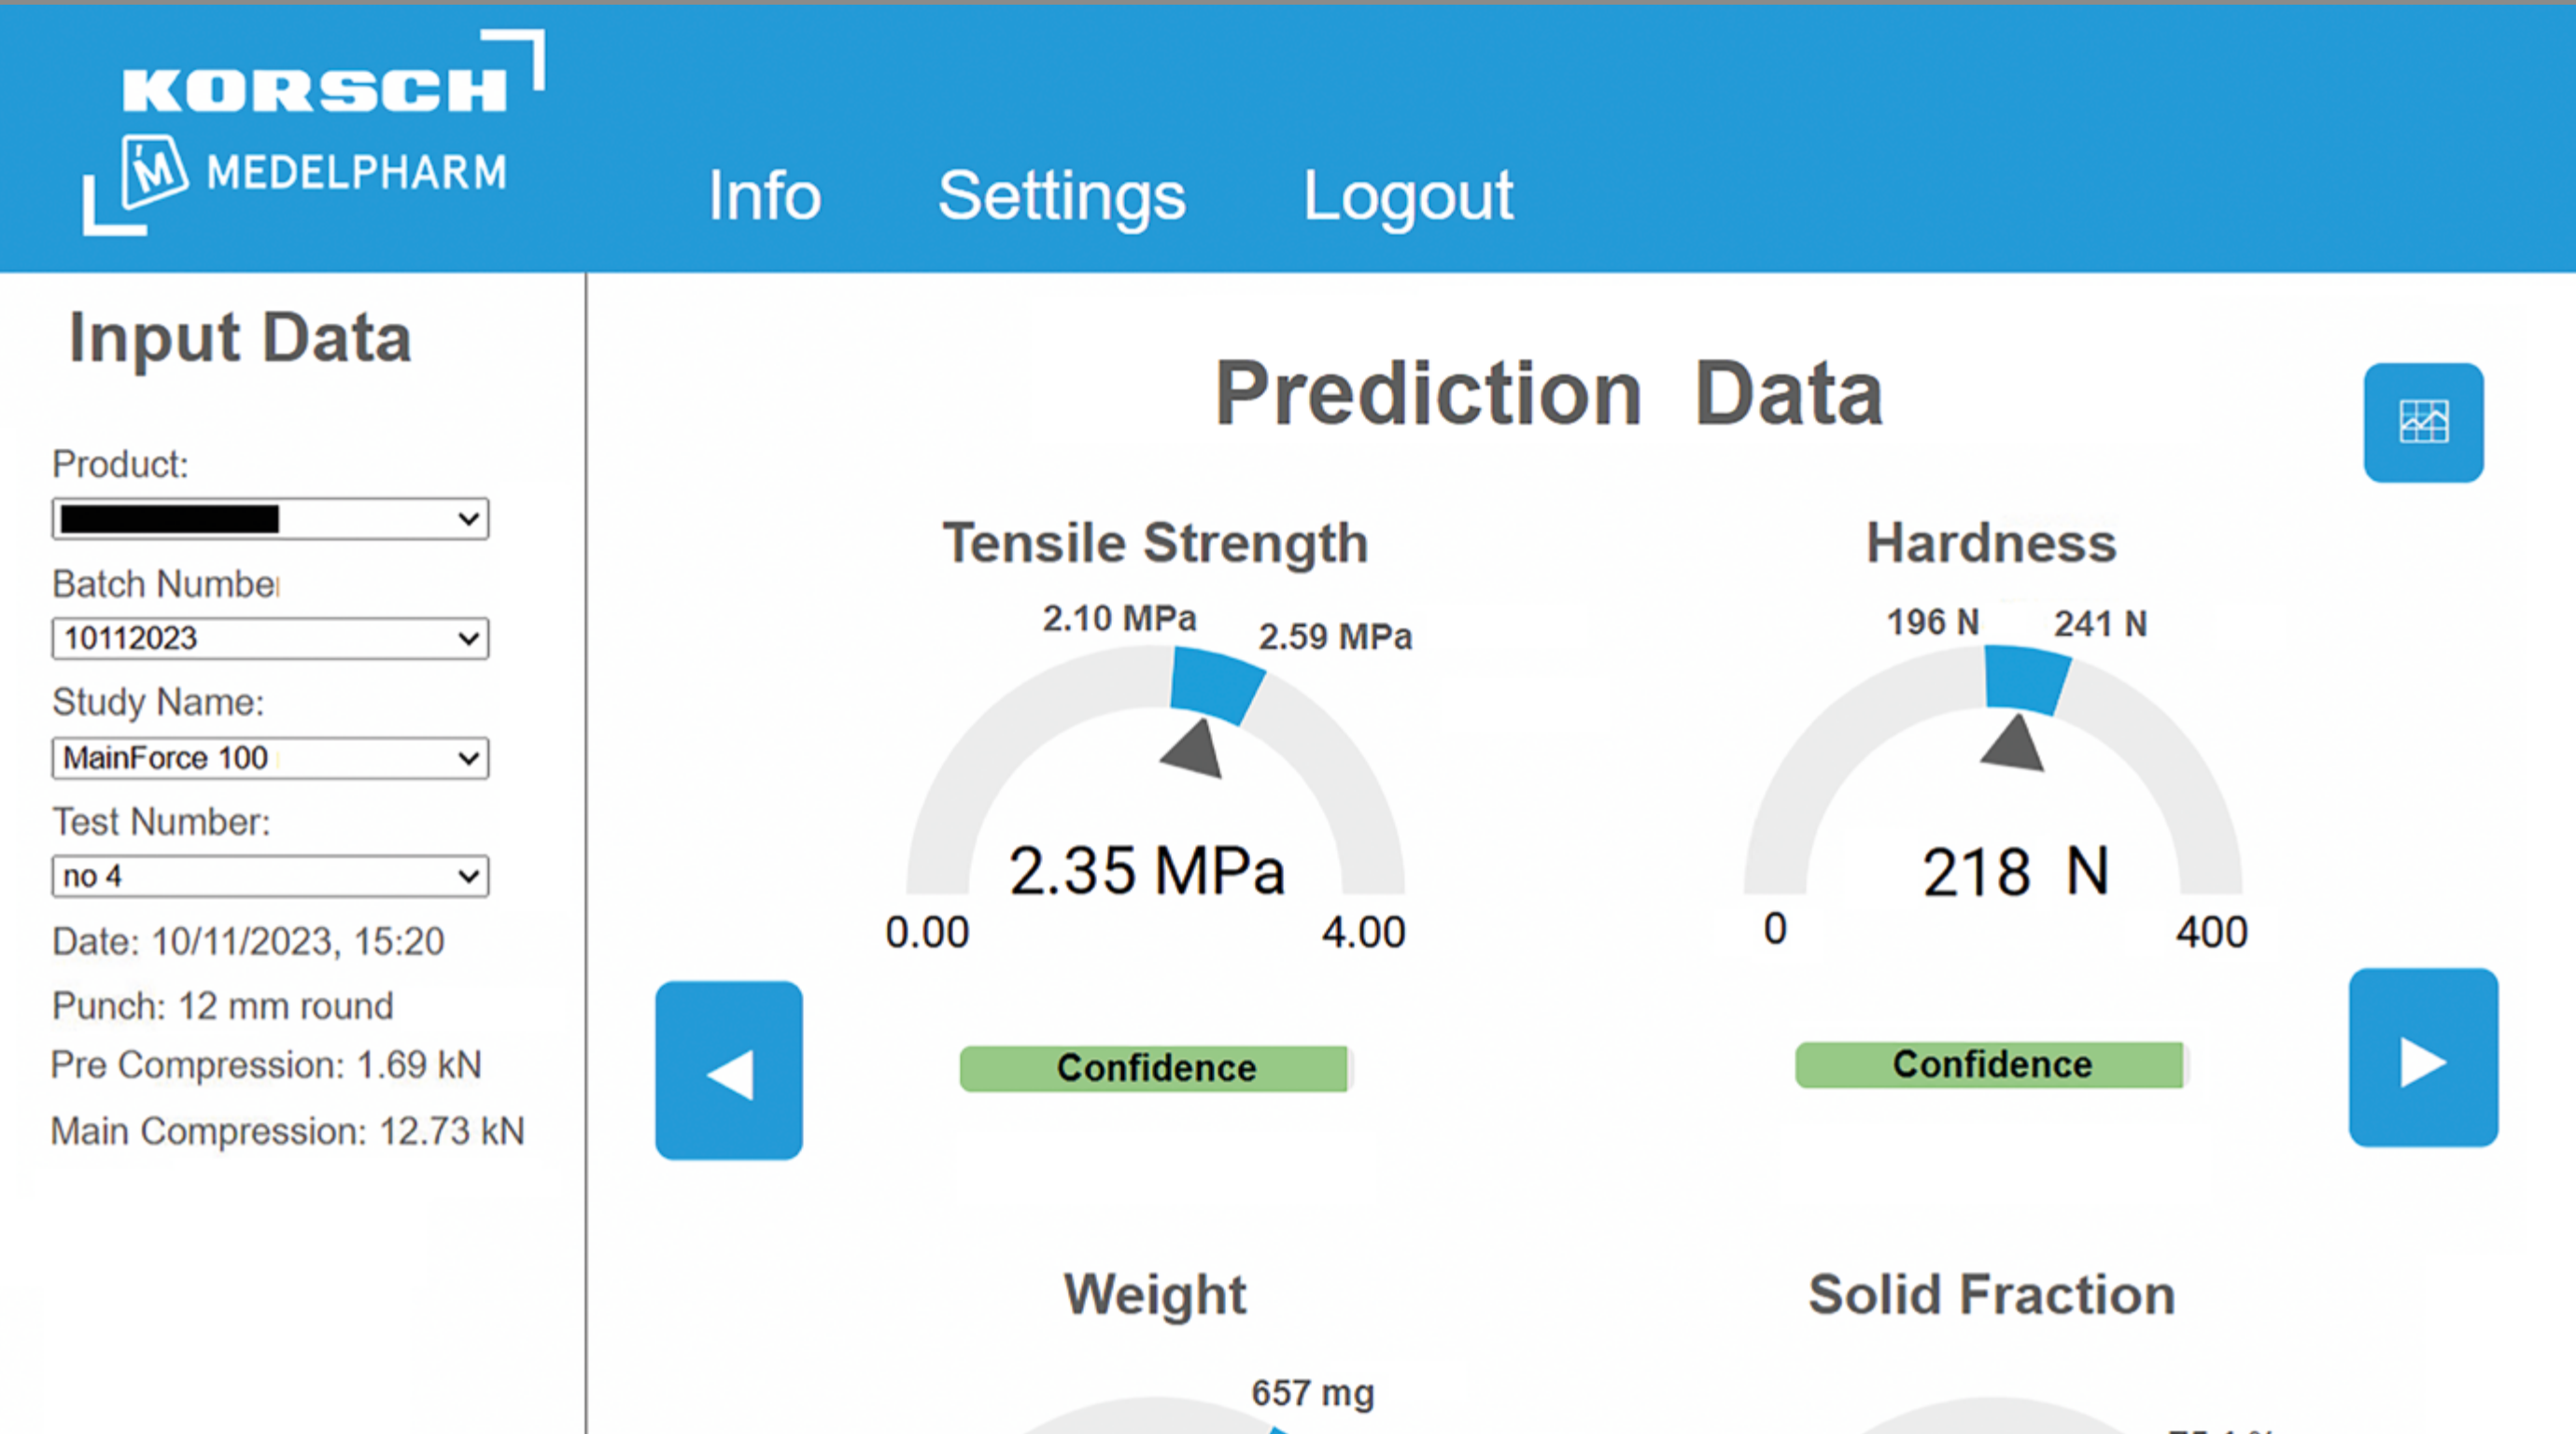 KORSCH
MEDELPHARM
Info Settings Logout
Input Data
Product:
Batch Number
10112023
Study Name:
MainForce 100
Test Number:
no 4
Date: 10/11/2023, 15:20
Punch: 12 mm round
Pre Compression: 1.69 kN
Main Compression: 12.73 kN
Prediction Data
Tensile Strength
2.10 MPa
2.59 MPa
2.35 MPa
0.00
4.00
Confidence
Hardness
196 N
241 N
218 N
0
400
Confidence
Weight
657 mg
Solid Fraction